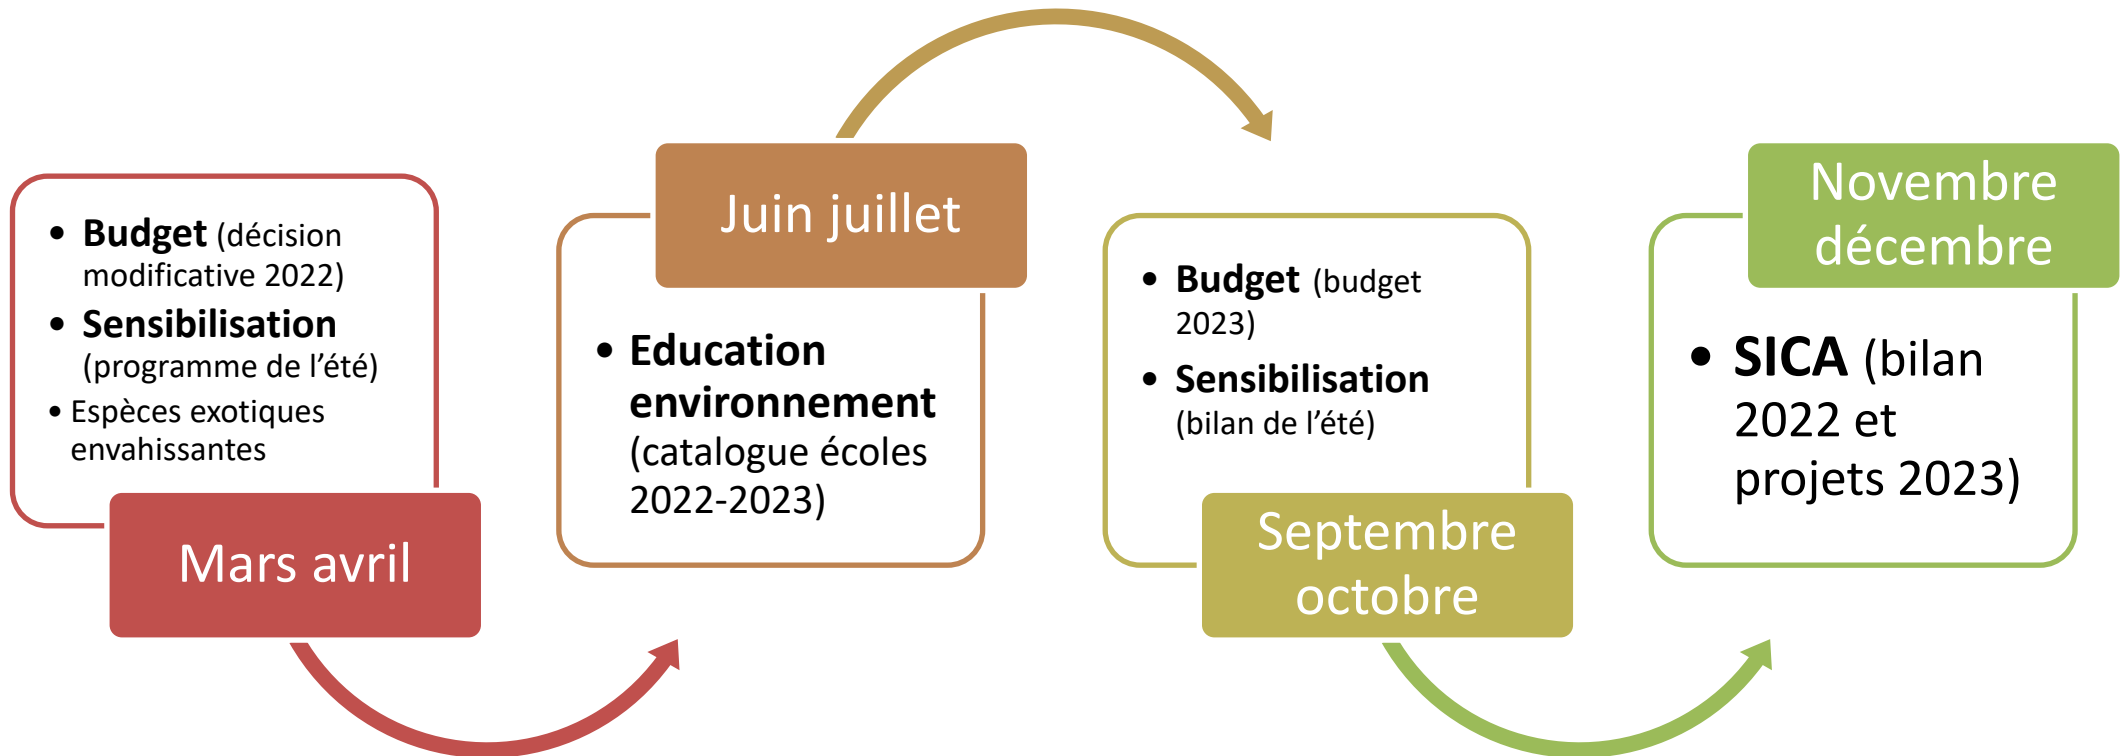 • Budget (décision
modificative 2022)
• Sensibilisation
(programme de l’été)
• Espèces exotiques
envahissantes
Mars avril
Juin juillet
• Education
environnement
(catalogue écoles
2022-2023)
• Budget (budget
2023)
• Sensibilisation
(bilan de l’été)
Septembre
octobre
Novembre
décembre
• SICA (bilan
2022 et
projets 2023)